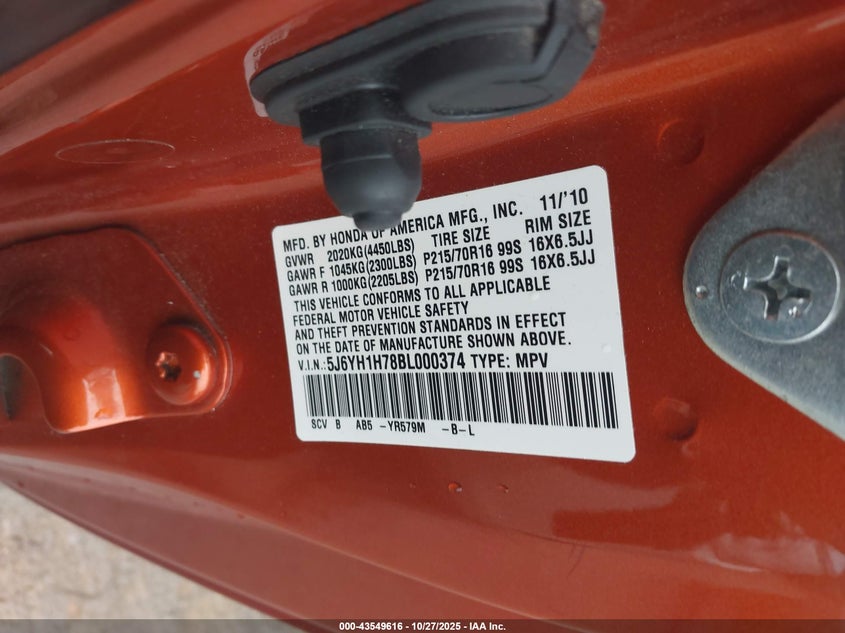 MFD. BY HONDA OF AMERICA MFG., INC. 11/'10
GVWR 2020KG(4450LBS) TIRE SIZE RIM SIZE
GAWR F 1045KG(2300LBS) P215/70R16 99S 16X6.5JJ
GAWR R 1000KG(2205LBS) P215/70R16 99S 16X6.5JJ
THIS VEHICLE CONFORMS TO ALL APPLICABLE
FEDERAL MOTOR VEHICLE SAFETY
AND THEFT PREVENTION STANDARDS IN EFFECT
ON THE DATE OF MANUFACTURE SHOWN ABOVE.
V.I.N.:5J6YH1H78BL000374 TYPE: MPV
SCV B AB5 -YR579M -B-L
000-43549616 - 10/27/2025 - IAA Inc.